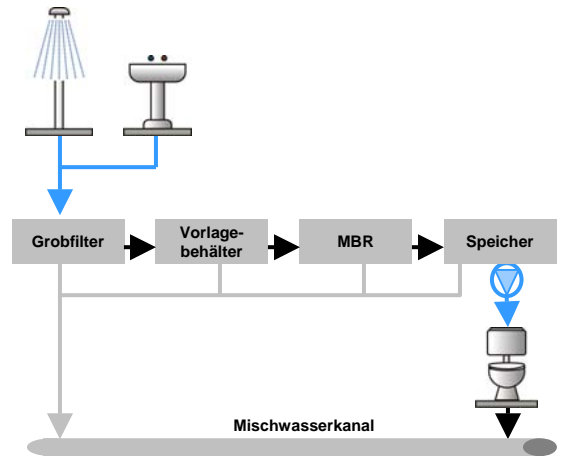 Grobfilter
Vorlage-
behälter
MBR
Speicher
Mischwasserkanal